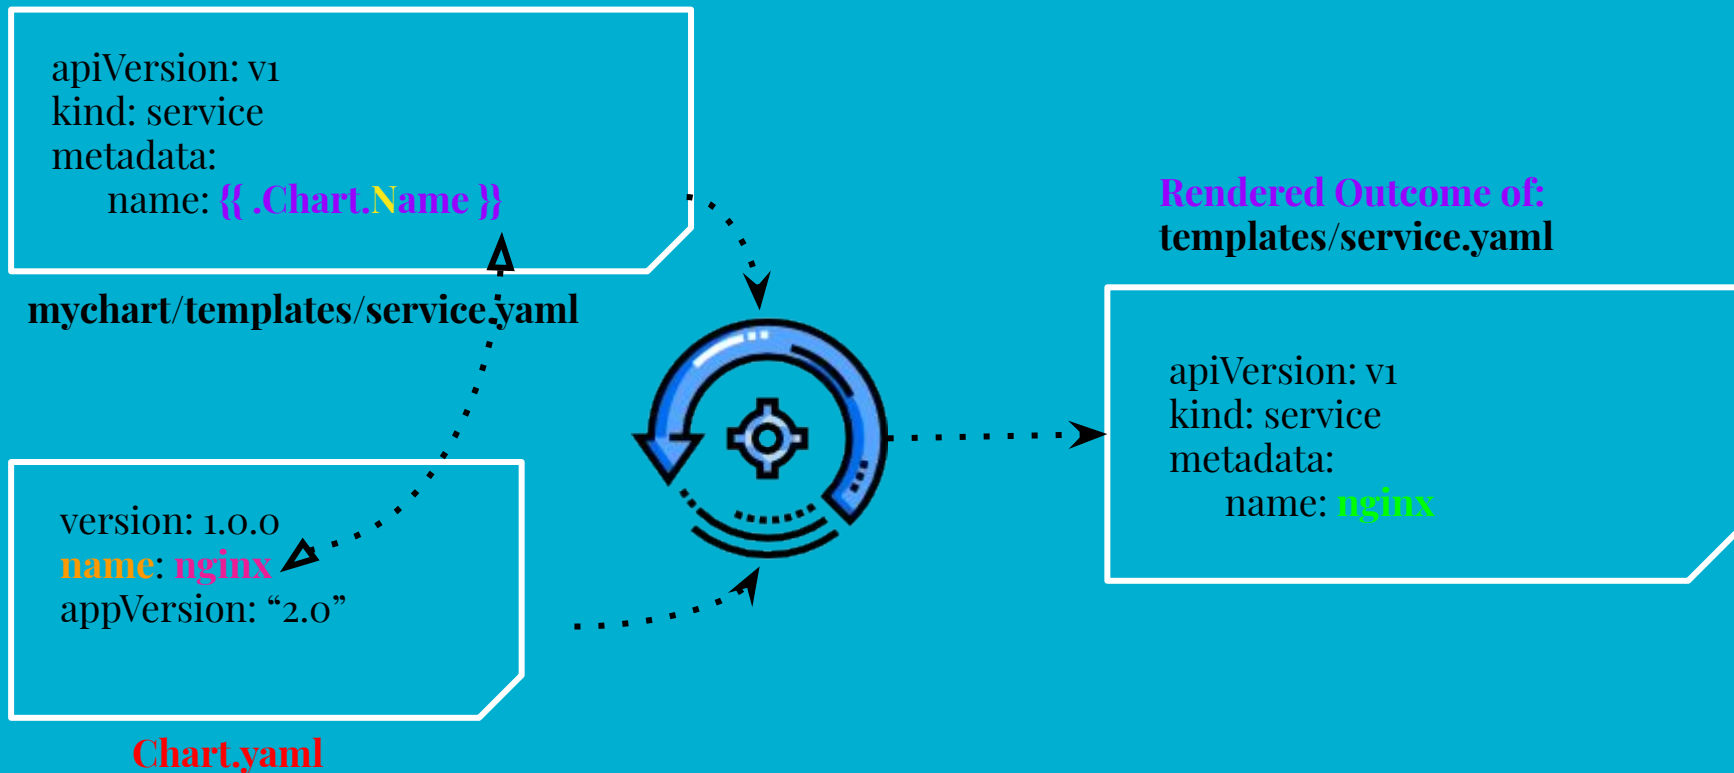 apiVersion: v1
kind: service
metadata:
name: {{ .Chart.Name }}
mychart/templates/service.yaml
version: 1.0.0
name: nginx
appVersion: “2.0”
Chart.yaml
Rendered Outcome of:
templates/service.yaml
apiVersion: v1
kind: service
metadata:
name: nginx